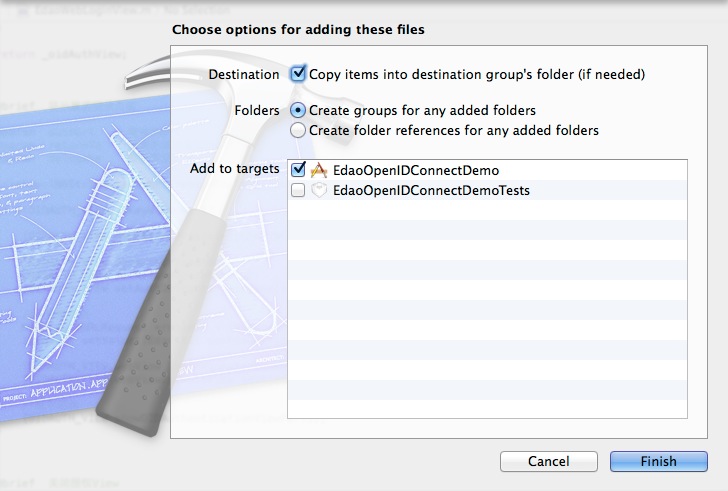 Choose options for adding these files
Destination Copy items into destination group's folder (if needed)
Folders Create groups for any added folders
Create folder references for any added folders
Add to targets EdaoOpenIDConnectDemo
EdaoOpenIDConnectDemoTests
PROJECT: APPLICATION.APP
Cancel Finish